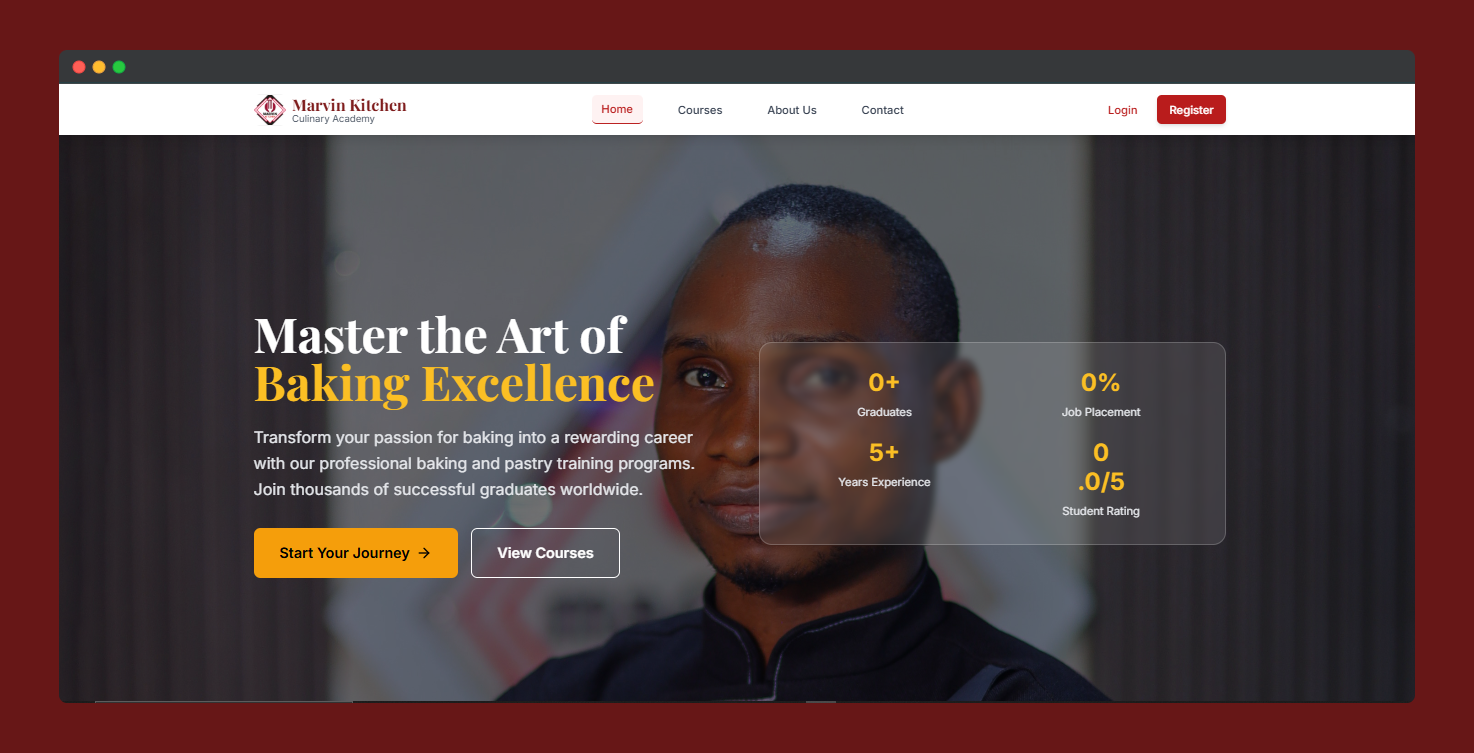 Marvin Kitchen
Culinary Academy
Home
Courses
About Us
Contact
Login
Register
Master the Art of
Baking Excellence
Transform your passion for baking into a rewarding career
with our professional baking and pastry training programs.
Join thousands of successful graduates worldwide.
Start Your Journey →
View Courses
0+
Graduates
0%
Job Placement
5+
Years Experience
0
.0/5
Student Rating